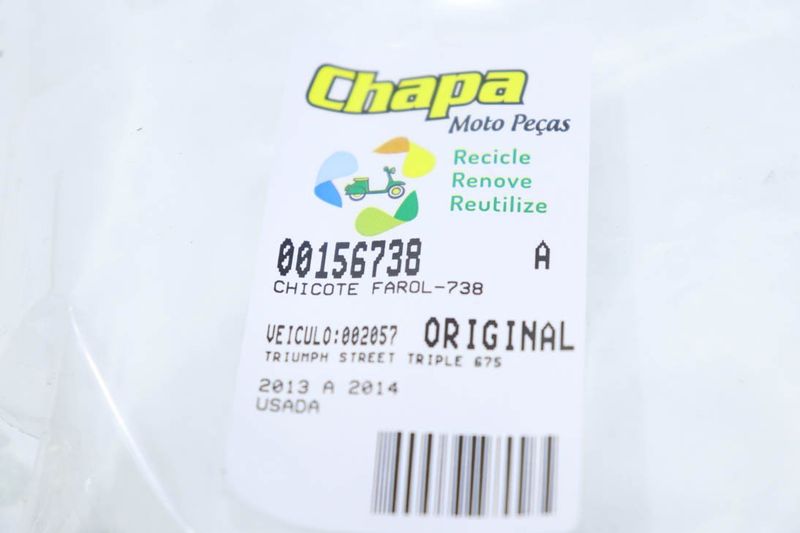 Chapa
Moto Peças
Recicle
Renove
Reutilize
00156738 A
CHICOTE FAROL-738
VEICULO:002057 ORIGINAL
TRIUMPH STREET TRIPLE 675
2013 A 2014
USADA